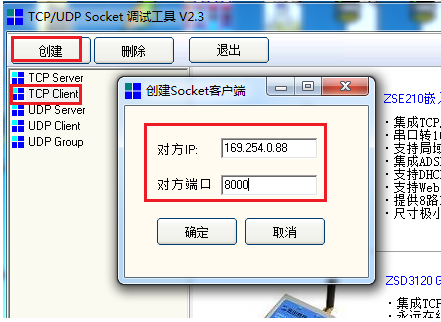 TCP/UDP Socket 调试工具 V2.3
创建 删除 退出
TCP Server
TCP Client
UDP Server
UDP Client
UDP Group
创建Socket客户端
对方IP: 169.254.0.88
对方端口 8000
确定 取消
ZSE210嵌入
·集成TCP/
·串口转10
·支持局域
·集成ADS
·支持DHC
·支持Web
·提供8路
·尺寸极小
ZSD3120 G
·集成TC
·永远在线